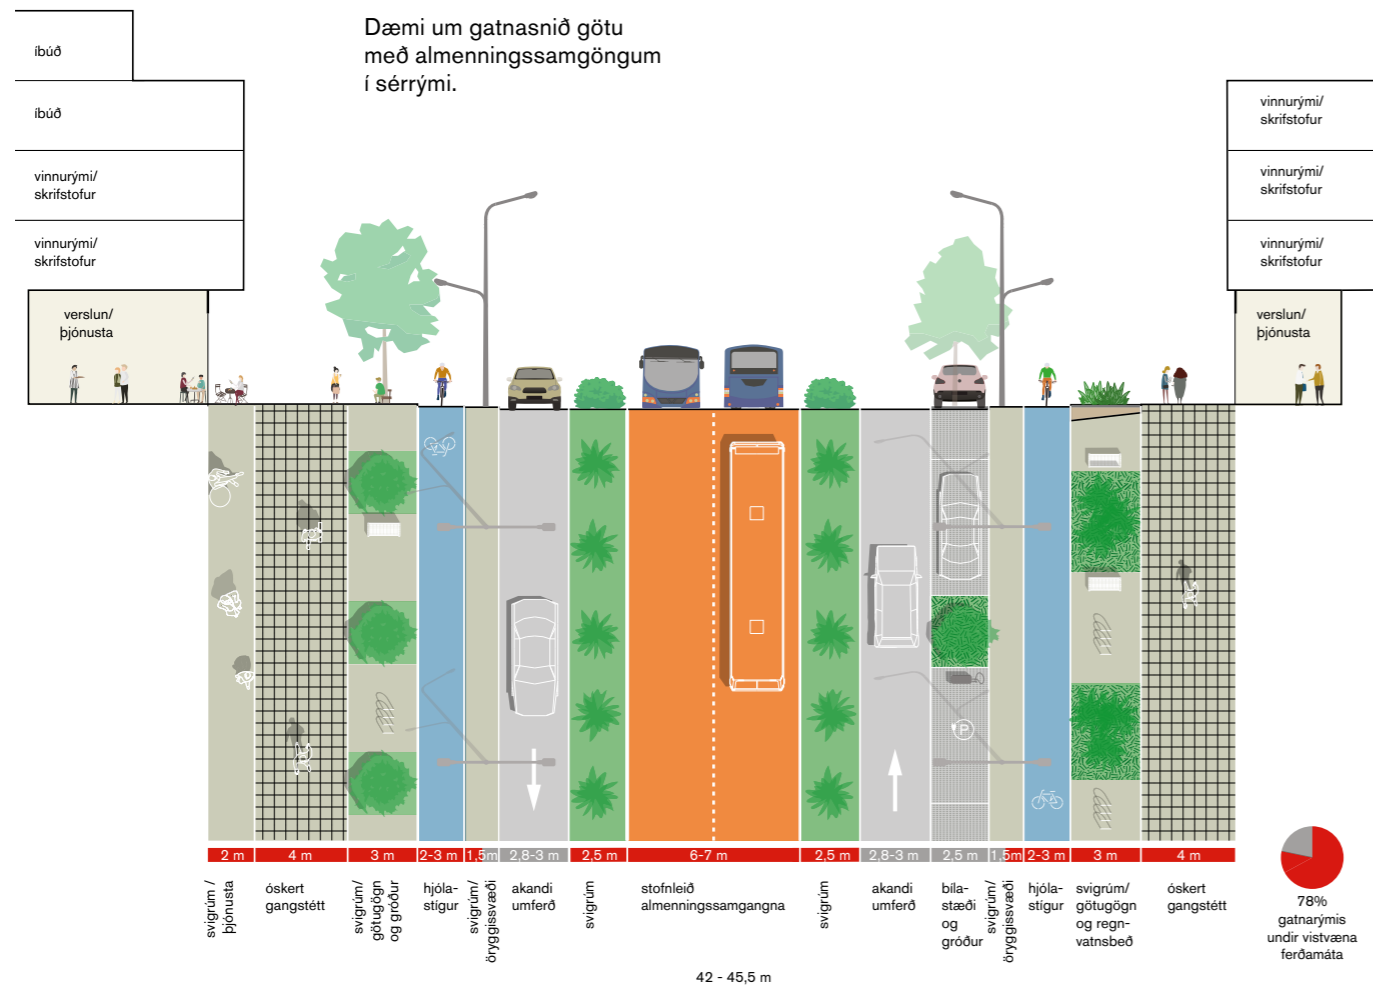 Dæmi um gatnasnið götu
með almenningssamgöngum
í sérrými.
íbúð
íbúð
vinnurými/
skrifstofur
vinnurými/
skrifstofur
verslun/
þjónusta
vinnurými/
skrifstofur
vinnurými/
skrifstofur
vinnurými/
skrifstofur
verslun/
þjónusta
P
2 m
4 m
3 m
2-3 m
1,5m
2,8-3 m
2,5 m
6-7 m
2,5 m
2,8-3 m
2,5 m
1,5m
2-3 m
3 m
4 m
svigrúm /
þjónusta
óskert
gangstétt
svigrúm/
götugögn
og gróður
hjóla-
stígur
svigrúm/
öryggissvæði
akandi
umferð
svigrúm
stofnleið
almenningssamgangna
svigrúm
akandi
umferð
bíla-
stæði
og
gróður
svigrúm/
öryggissvæði
hjóla-
stígur
svigrúm/
götugögn
og regn-
vatnsbeð
óskert
gangstétt
78%
gatnarýmis
undir vistvæna
ferðamáta
42 - 45,5 m